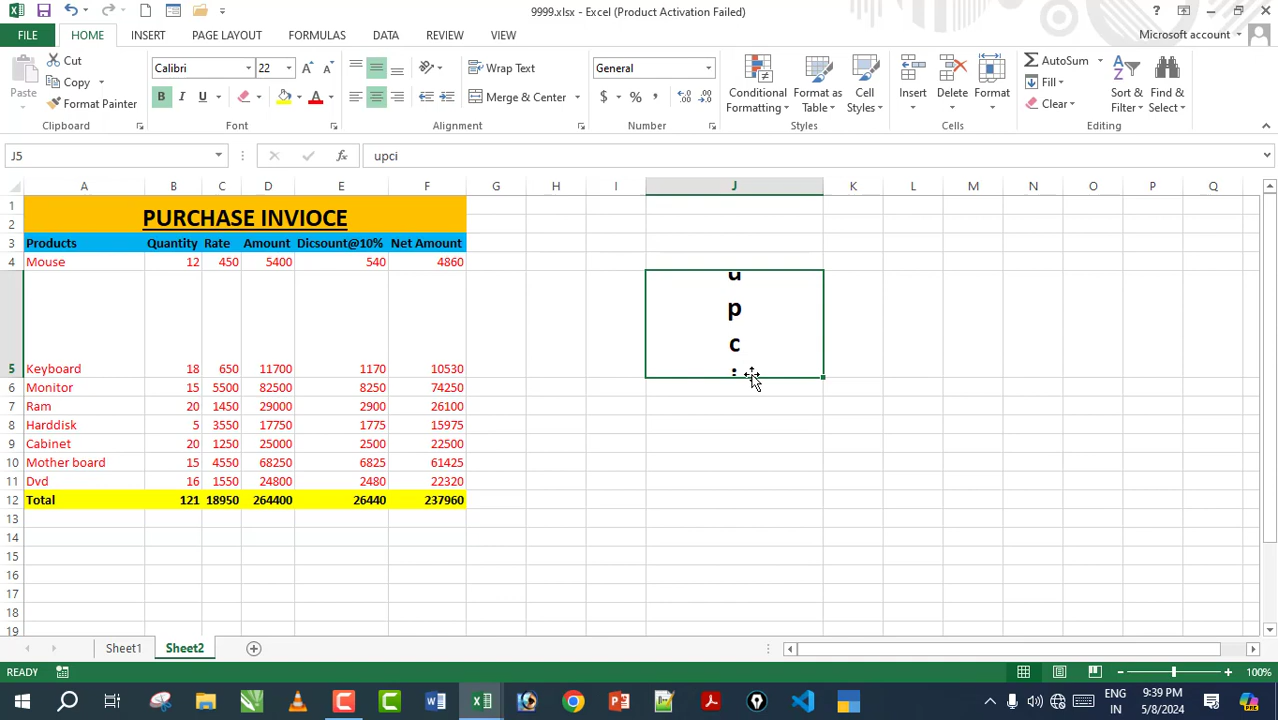 9999.xlsx - Excel (Product Activation Failed)
FILE HOME INSERT PAGE LAYOUT FORMULAS DATA REVIEW VIEW Microsoft account
Paste Cut Copy Format Painter
Calibri 22
B I U A
Wrap Text
Merge & Center
General
$ % ,
Conditional Formatting Format as Table Cell Styles
Insert Delete Format
AutoSum Fill Clear
Sort & Filter Find & Select
Clipboard Font Alignment Number Styles Cells Editing
J5 fx upci
A B C D E F G H I J K L M N O P Q
1 PURCHASE INVIOCE
2
3 Products Quantity Rate Amount Dicsount@10% Net Amount
4 Mouse 12 450 5400 540 4860
u
p
c
i
5 Keyboard 18 650 11700 1170 10530
6 Monitor 15 5500 82500 8250 74250
7 Ram 20 1450 29000 2900 26100
8 Harddisk 5 3550 17750 1775 15975
9 Cabinet 20 1250 25000 2500 22500
10 Mother board 15 4550 68250 6825 61425
11 Dvd 16 1550 24800 2480 22320
12 Total 121 18950 264400 26440 237960
13
14
15
16
17
18
19
Sheet1 Sheet2
READY 100%
ENG 9:39 PM
IN 5/8/2024